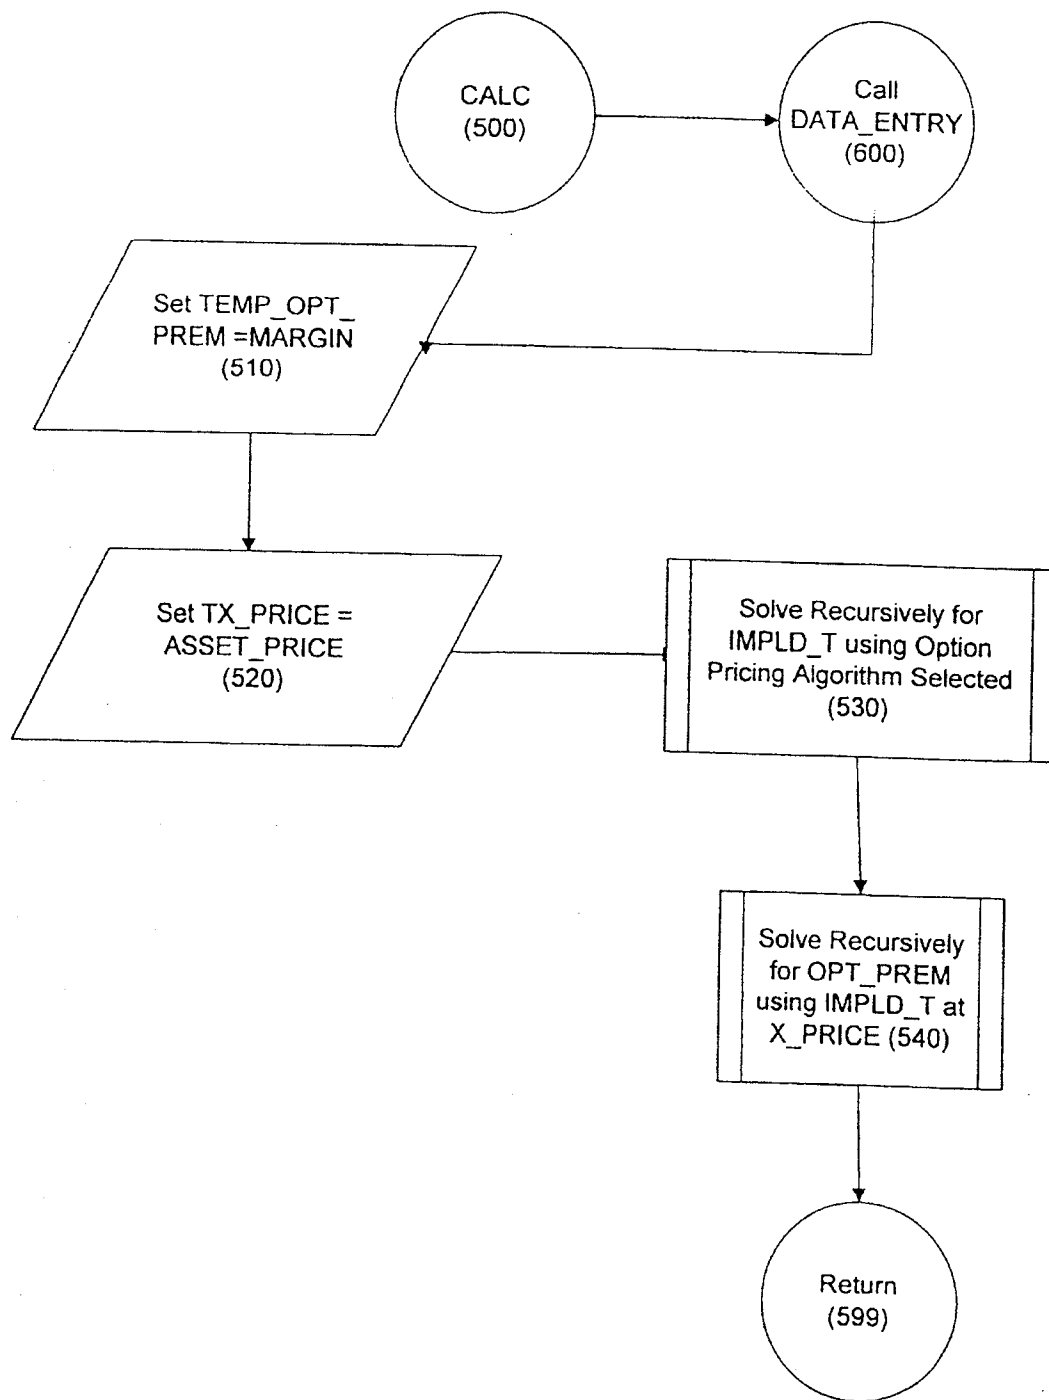 CALC
(500)
Call
DATA_ENTRY
(600)
Set TEMP_OPT_
PREM =MARGIN
(510)
Set TX_PRICE =
ASSET_PRICE
(520)
Solve Recursively for
IMPLD_T using Option
Pricing Algorithm Selected
(530)
Solve Recursively
for OPT_PREM
using IMPLD_T at
X_PRICE (540)
Return
(599)